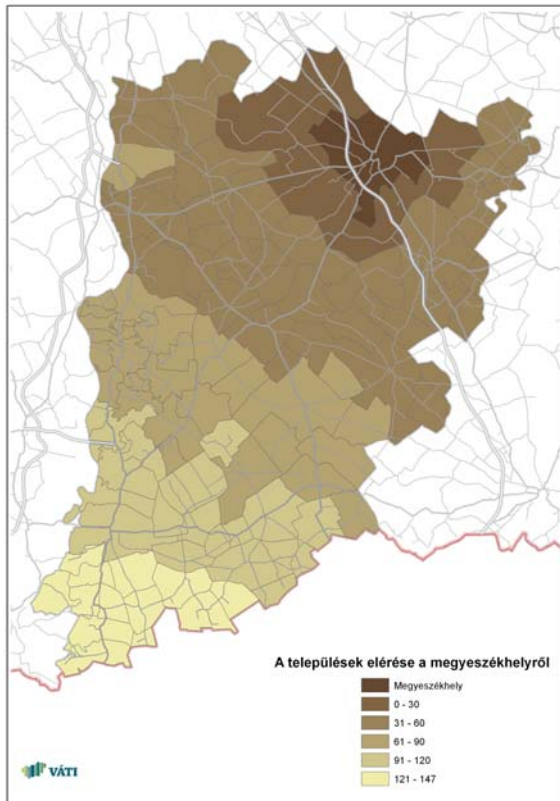 A települések elérése a megyeszékhelyről
Megyeszékhely
0 - 30
31 - 60
61 - 90
91 - 120
121 - 147
VÁTI